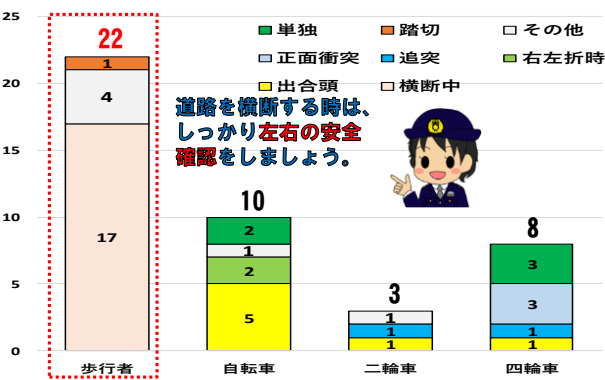 25
20
15
10
5
0
単独
踏切
その他
正面衝突
追突
右左折時
出合頭
横断中
道路を横断する時は、
しっかり左右の安全
確認をしましょう。
22
1
4
17
10
2
1
2
5
3
1
1
1
8
3
3
1
1
歩行者
自転車
二輪車
四輪車